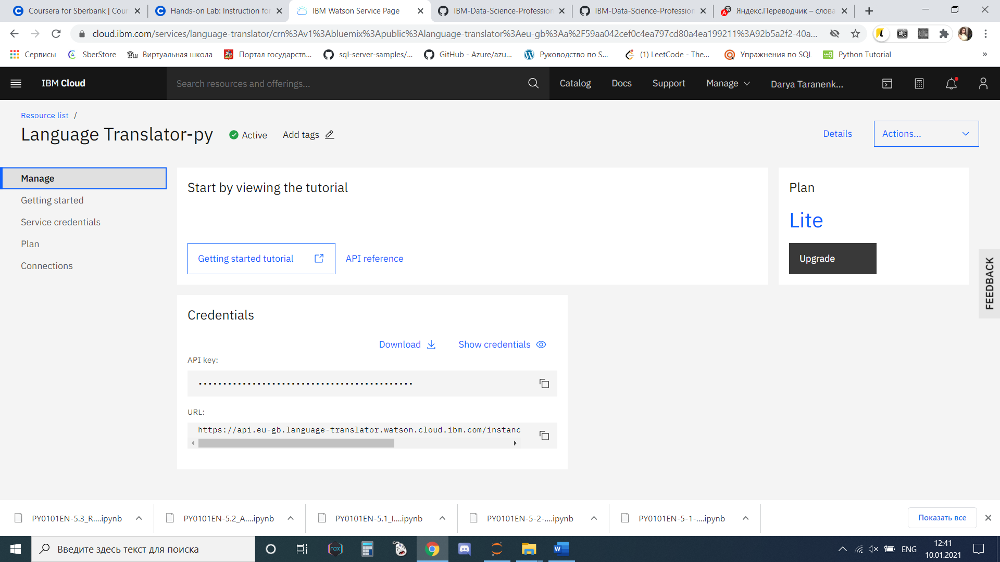 Coursera for Sberbank | Cour
Hands-on Lab: Instruction for
IBM Watson Service Page
IBM-Data-Science-Profession
IBM-Data-Science-Profession
Яндекс.Переводчик – слова
cloud.ibm.com/services/language-translator/crn%3Av1%3Abluemix%3Apublic%3Alanguage-translator%3Aeu-gb%3Aa%2F59aa042cef0c4ea797cd80a4ea199211%3A92b5a2f2-40a...
Сервисы
SberStore
Виртуальная школа
Портал государств...
sql-server-samples/...
GitHub - Azure/azu...
Руководство по S...
(1) LeetCode - The...
Упражнения по SQL
Python Tutorial
»
IBM Cloud
Search resources and offerings...
Catalog
Docs
Support
Manage
Darya Taranenk...
Resource list /
Language Translator-py
Active
Add tags
Details
Actions...
Manage
Getting started
Service credentials
Plan
Connections
Start by viewing the tutorial
Getting started tutorial
API reference
Plan
Lite
Upgrade
FEEDBACK
Credentials
Download
Show credentials
API key:
URL:
https://api.eu-gb.language-translator.watson.cloud.ibm.com/instanc
PY0101EN-5.3_R....ipynb
PY0101EN-5.2_A....ipynb
PY0101EN-5.1_I....ipynb
PY0101EN-5-2-....ipynb
PY0101EN-5-1-....ipynb
Показать все
Введите здесь текст для поиска
ENG
12:41
10.01.2021